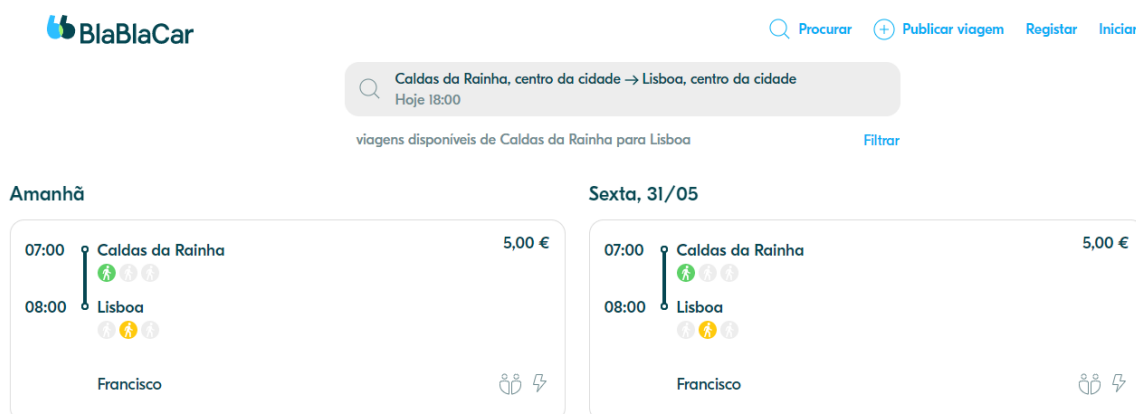 BlaBlaCar
Procurar
Publicar viagem
Registar
Iniciar
Caldas da Rainha, centro da cidade → Lisboa, centro da cidade
Hoje 18:00
viagens disponíveis de Caldas da Rainha para Lisboa
Filtrar
Amanhã
07:00 Caldas da Rainha 5,00 €
08:00 Lisboa
Francisco
Sexta, 31/05
07:00 Caldas da Rainha 5,00 €
08:00 Lisboa
Francisco